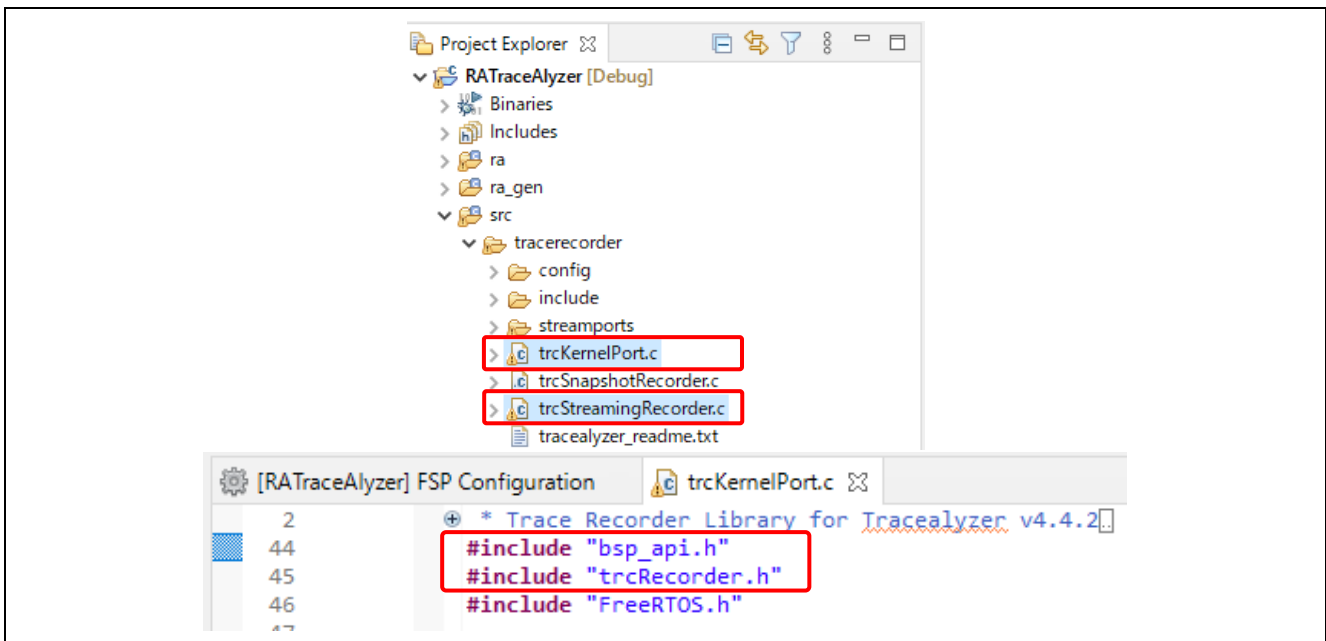 Project Explorer
RATraceAlyzer [Debug]
Binaries
Includes
ra
ra_gen
src
tracerecorder
config
include
streamports
trcKernelPort.c
trcSnapshotRecorder.c
trcStreamingRecorder.c
tracealyzer_readme.txt
[RATraceAlyzer] FSP Configuration trcKernelPort.c
2 * Trace Recorder Library for Tracealyzer v4.4.2
44 #include "bsp_api.h"
45 #include "trcRecorder.h"
46 #include "FreeRTOS.h"